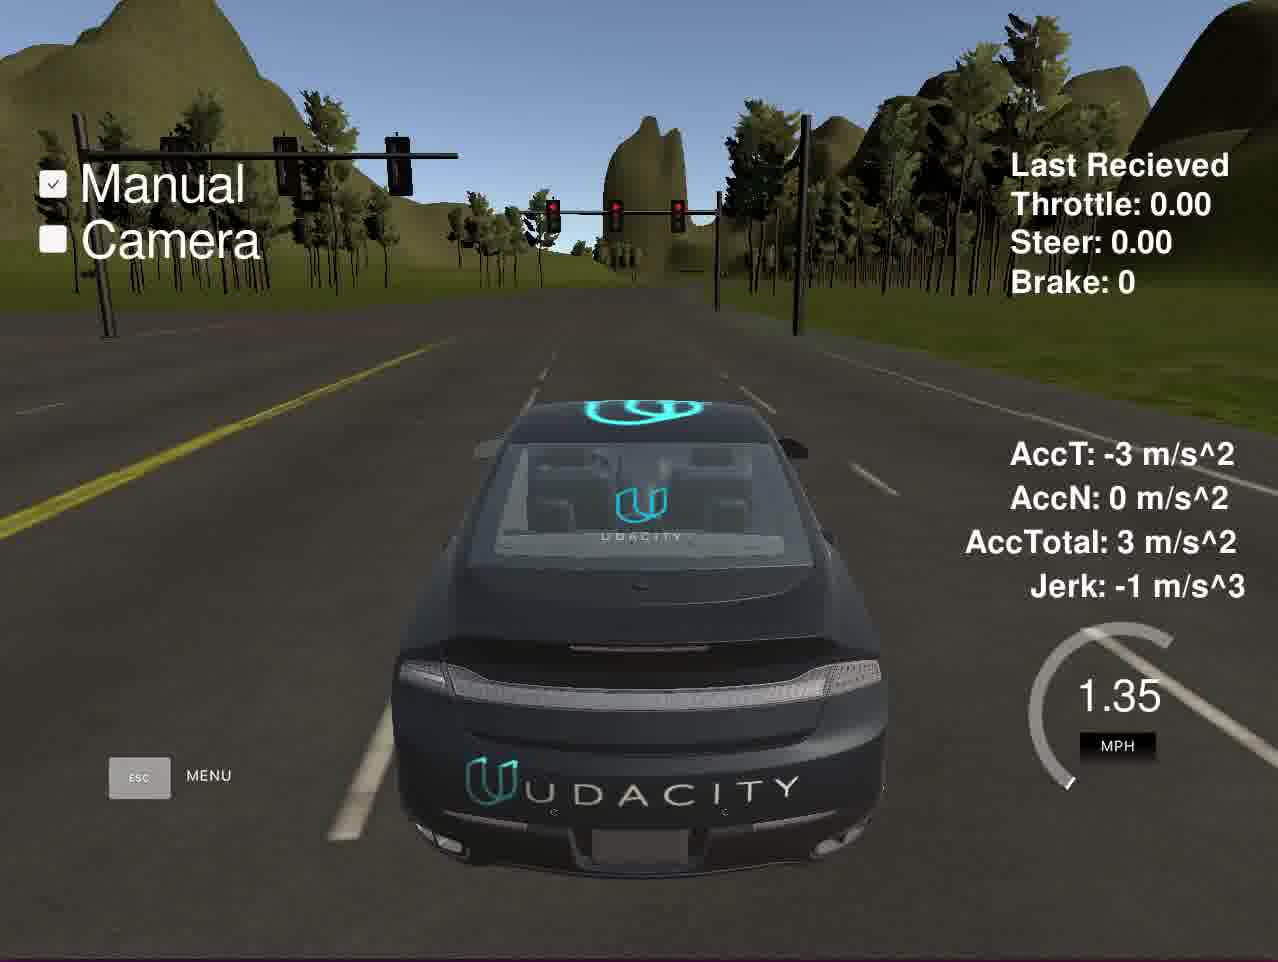 Manual
Camera
Last Recieved
Throttle: 0.00
Steer: 0.00
Brake: 0
AccT: -3 m/s^2
AccN: 0 m/s^2
AccTotal: 3 m/s^2
Jerk: -1 m/s^3
1.35
MPH
UDACITY
ESC MENU
UDACITY